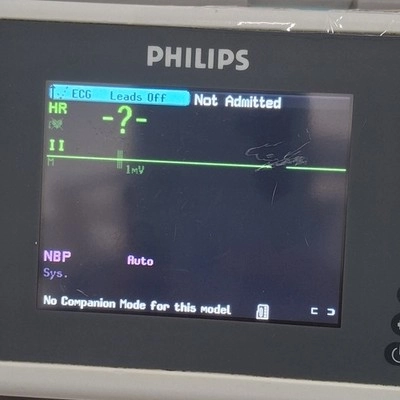 PHILIPS
ECG Leads Off Not Admitted
HR -?-
II
M 1mV
NBP Auto
Sys.
No Companion Mode for this model